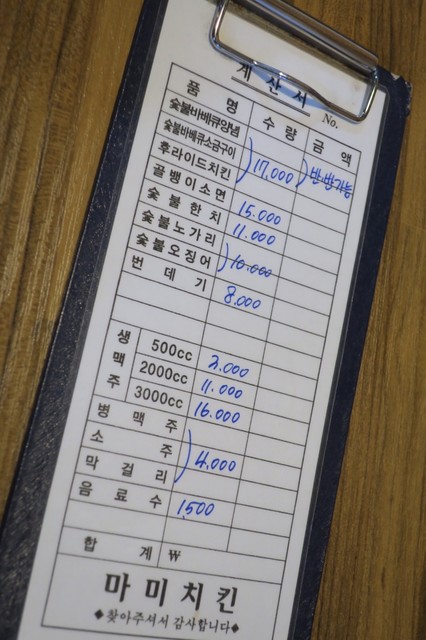 계산서
No.
품명 수량 금액
숯불바베큐양념
숯불바베큐소금구이 17,000 반·반가능
후라이드치킨
골뱅이소면 15.000
숯불한치 11.000
숯불노가리
숯불오징어 10.000
번데기 8.000
생맥주 500cc 3.000
2000cc 11.000
3000cc 16.000
병맥주
소주 4,000
막걸리
음료수 1,500
합계 ₩
마미치킨
◆찾아주셔서 감사합니다◆